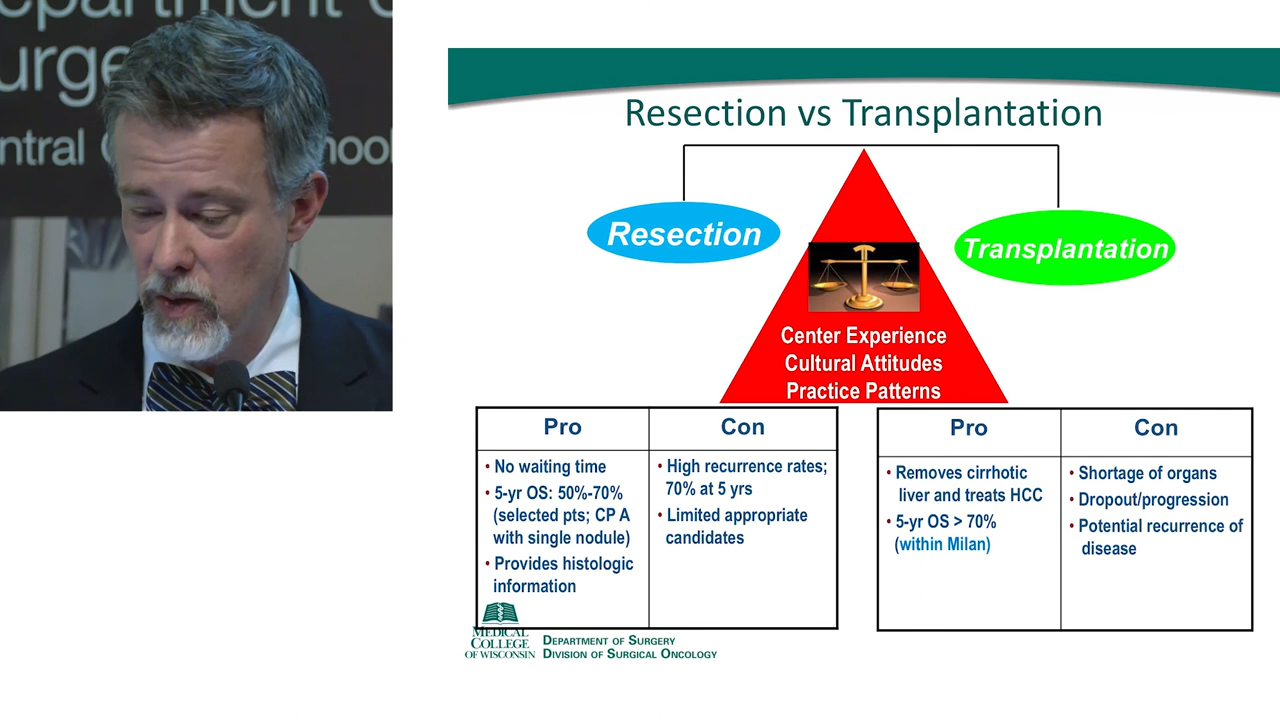 urge
ntral
Resection vs Transplantation
Resection
Transplantation
Center Experience
Cultural Attitudes
Practice Patterns
Pro
Con
• No waiting time
• 5-yr OS: 50%-70%
(selected pts; CP A
with single nodule)
• Provides histologic
information
• High recurrence rates;
70% at 5 yrs
• Limited appropriate
candidates
Pro
Con
• Removes cirrhotic
liver and treats HCC
• 5-yr OS > 70%
(within Milan)
• Shortage of organs
• Dropout/progression
• Potential recurrence of
disease
MEDICAL
COLLEGE
OF WISCONSIN
DEPARTMENT OF SURGERY
DIVISION OF SURGICAL ONCOLOGY